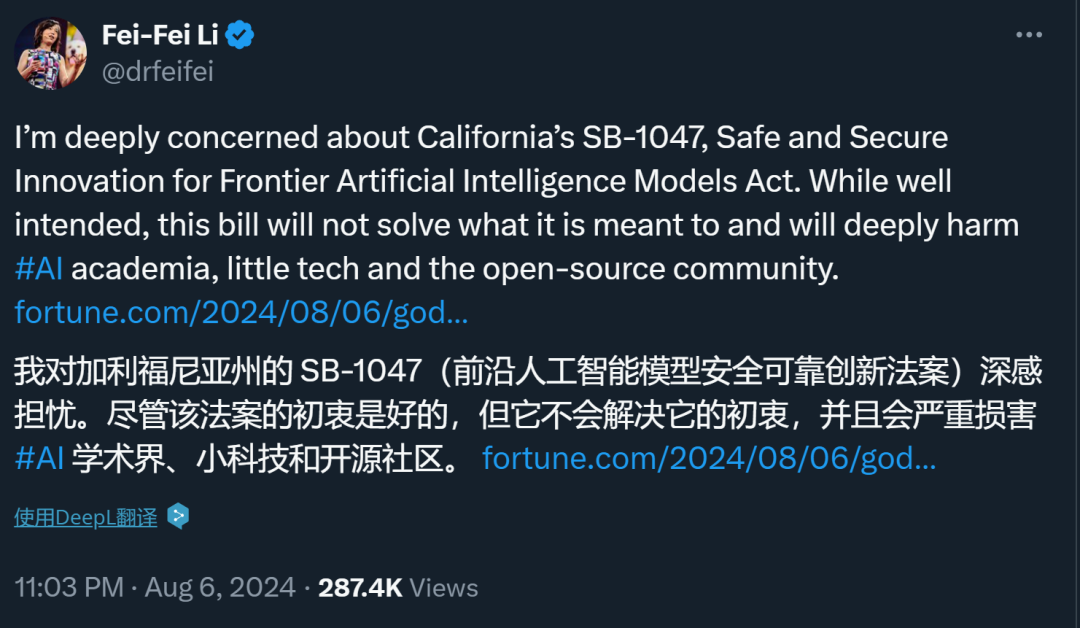 Fei-Fei Li
@drfeifei
I’m deeply concerned about California’s SB-1047, Safe and Secure
Innovation for Frontier Artificial Intelligence Models Act. While well
intended, this bill will not solve what it is meant to and will deeply harm
#AI academia, little tech and the open-source community.
fortune.com/2024/08/06/god…
我对加利福尼亚州的 SB-1047（前沿人工智能模型安全可靠创新法案）深感
担忧。尽管该法案的初衷是好的，但它不会解决它的初衷，并且会严重损害
#AI 学术界、小科技和开源社区。 fortune.com/2024/08/06/god…
使用DeepL翻译
11:03 PM · Aug 6, 2024 · 287.4K Views